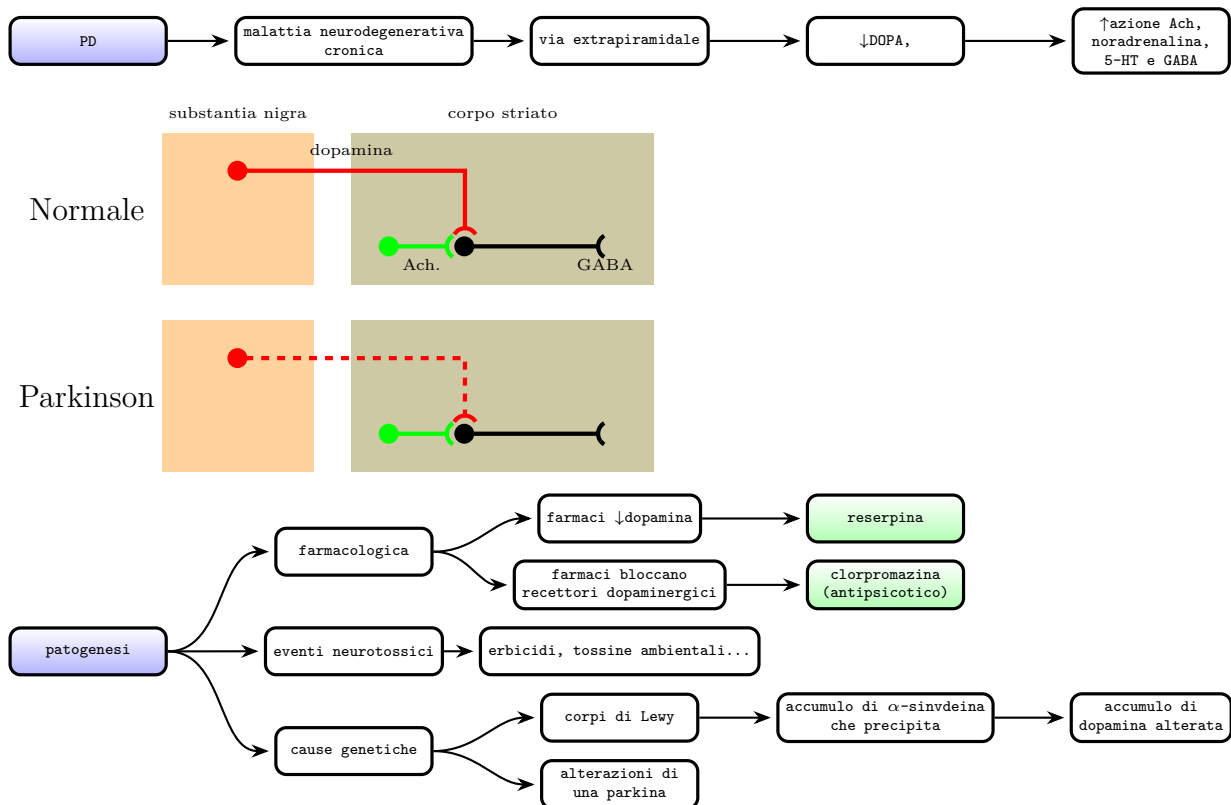 PD
malattia neurodegenerativa
cronica
via extrapiramidale
↓DOPA,
↑azione Ach,
noradrenalina,
5-HT e GABA
substantia nigra
corpo striato
dopamina
Normale
Ach.
GABA
Parkinson
patogenesi
farmacologica
farmaci ↓dopamina
reserpina
farmaci bloccano
recettori dopaminergici
clorpromazina
(antipsicotico)
eventi neurotossici
erbicidi, tossine ambientali...
cause genetiche
corpi di Lewy
accumulo di α-sinvdeina
che precipita
accumulo di
dopamina alterata
alterazioni di
una parkina